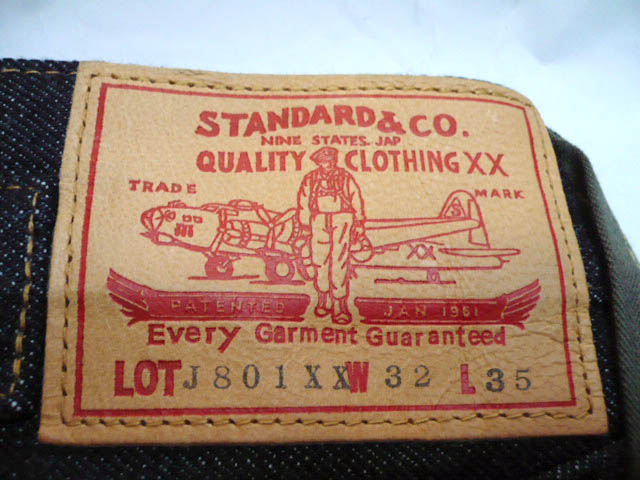 STANDARD & CO.
NINE STATES. JAP
QUALITY CLOTHING XX
TRADE MARK
S
XX
PATENTED JAN 1961
Every Garment Guaranteed
LOT J801XX W 32 L 35